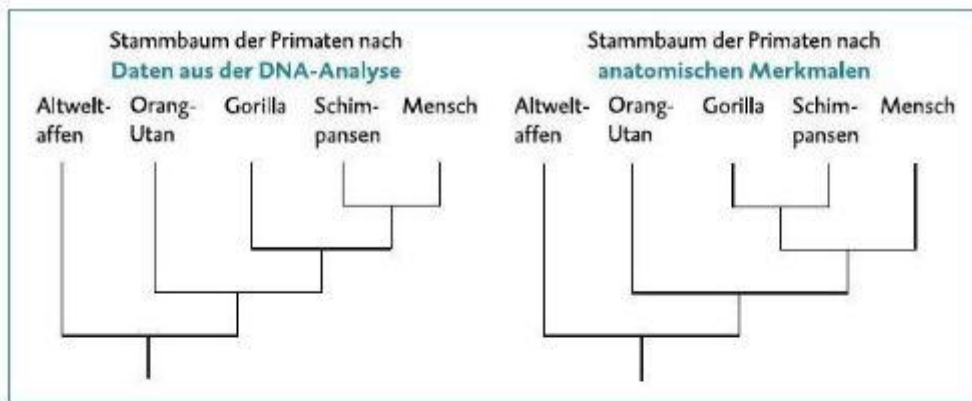 Stammbaum der Primaten nach
Daten aus der DNA-Analyse
Altwelt-
affen
Orang-
Utan
Gorilla
Schim-
pansen
Mensch
Stammbaum der Primaten nach
anatomischen Merkmalen
Altwelt-
affen
Orang-
Utan
Gorilla
Schim-
pansen
Mensch